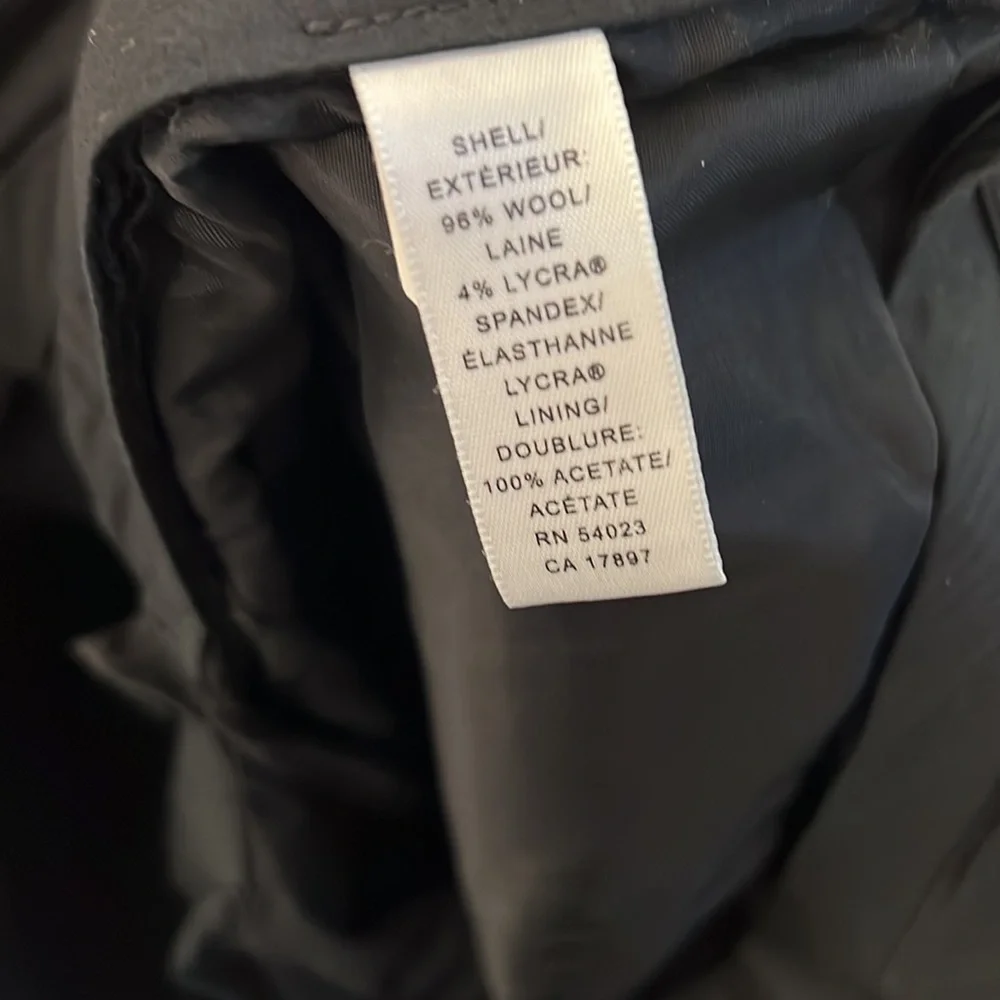 SHELL/
EXTÉRIEUR:
96% WOOL/
LAINE
4% LYCRA®
SPANDEX/
ÉLASTHANNE
LYCRA®
LINING/
DOUBLURE:
100% ACETATE/
ACÉTATE
RN 54023
CA 17897